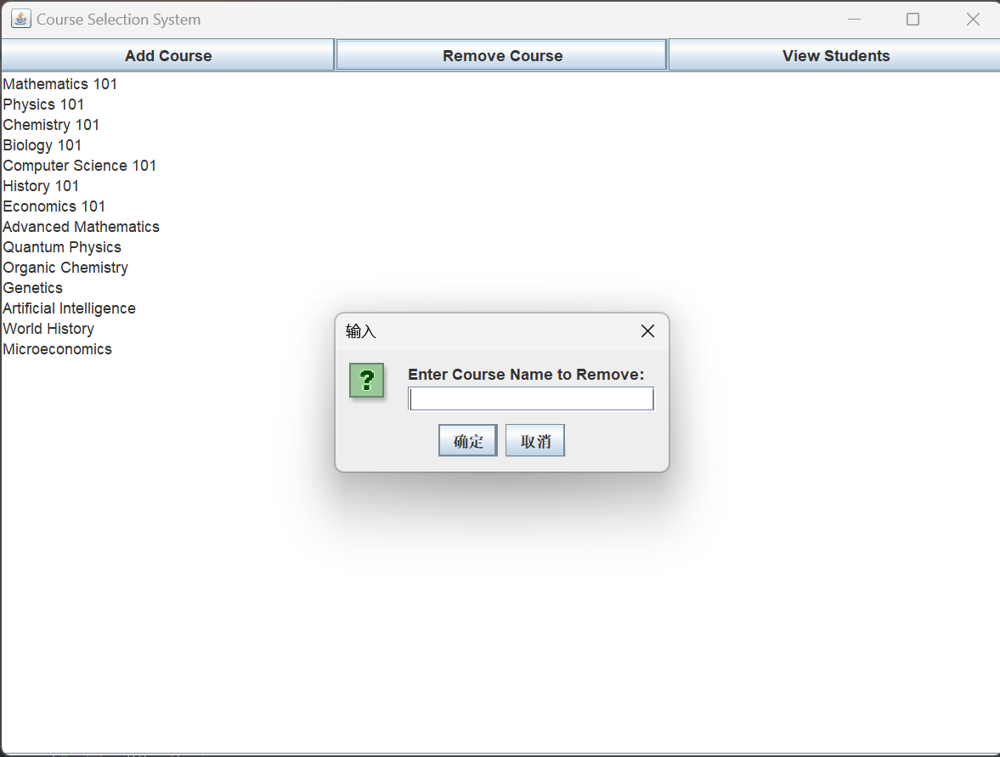 Course Selection System
Add Course Remove Course View Students
Mathematics 101
Physics 101
Chemistry 101
Biology 101
Computer Science 101
History 101
Economics 101
Advanced Mathematics
Quantum Physics
Organic Chemistry
Genetics
Artificial Intelligence
World History
Microeconomics
输入
?
Enter Course Name to Remove:
确定 取消